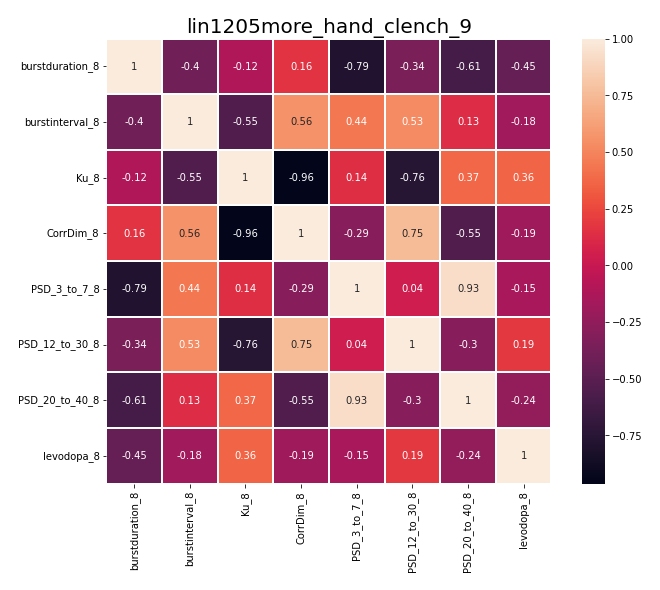 lin1205more_hand_clench_9
burstduration_8 1 -0.4 -0.12 0.16 -0.79 -0.34 -0.61 -0.45
burstinterval_8 -0.4 1 -0.55 0.56 0.44 0.53 0.13 -0.18
Ku_8 -0.12 -0.55 1 -0.96 0.14 -0.76 0.37 0.36
CorrDim_8 0.16 0.56 -0.96 1 -0.29 0.75 -0.55 -0.19
PSD_3_to_7_8 -0.79 0.44 0.14 -0.29 1 0.04 0.93 -0.15
PSD_12_to_30_8 -0.34 0.53 -0.76 0.75 0.04 1 -0.3 0.19
PSD_20_to_40_8 -0.61 0.13 0.37 -0.55 0.93 -0.3 1 -0.24
levodopa_8 -0.45 -0.18 0.36 -0.19 -0.15 0.19 -0.24 1
burstduration_8
burstinterval_8
Ku_8
CorrDim_8
PSD_3_to_7_8
PSD_12_to_30_8
PSD_20_to_40_8
levodopa_8
1.00
0.75
0.50
0.25
0.00
-0.25
-0.50
-0.75